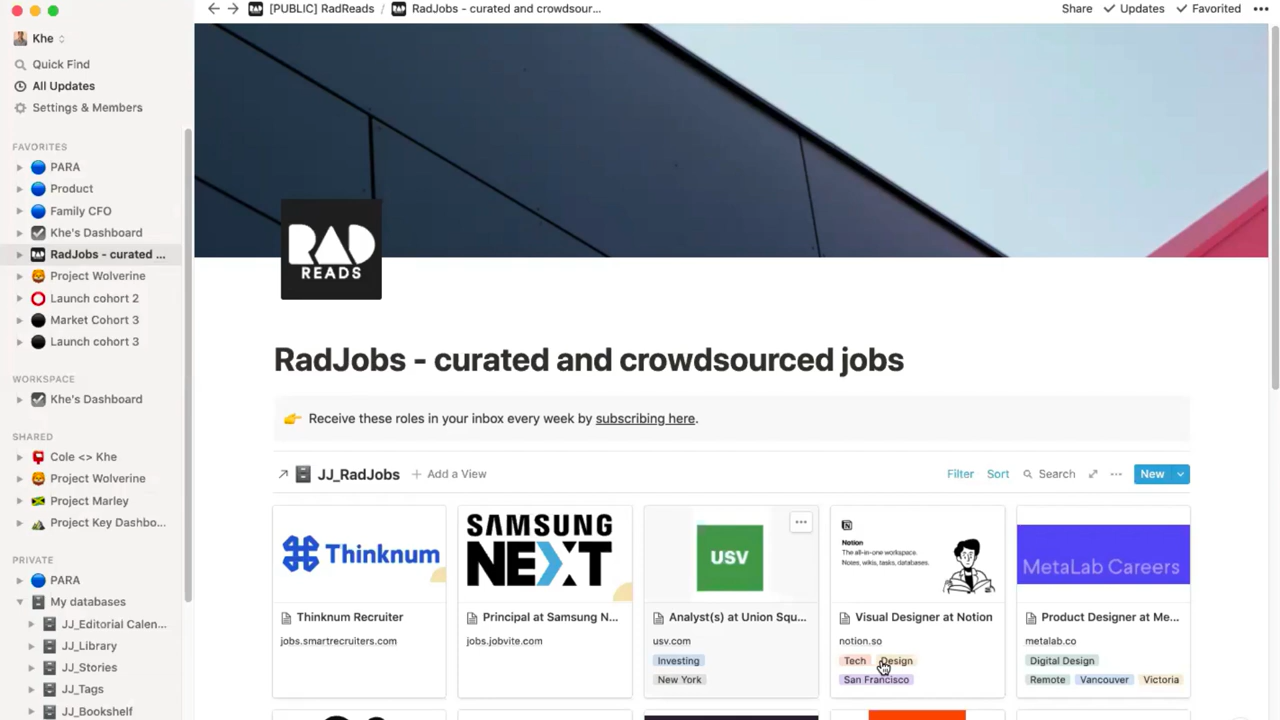 [PUBLIC] RadReads / RadJobs - curated and crowdsour...
Share Updates Favorited
Khe
Quick Find
All Updates
Settings & Members
FAVORITES
PARA
Product
Family CFO
Khe's Dashboard
RadJobs - curated ...
Project Wolverine
Launch cohort 2
Market Cohort 3
Launch cohort 3
WORKSPACE
Khe's Dashboard
SHARED
Cole <> Khe
Project Wolverine
Project Marley
Project Key Dashbo...
PRIVATE
PARA
My databases
JJ_Editorial Calen...
JJ_Library
JJ_Stories
JJ_Tags
JJ_Bookshelf
RAD
READS
RadJobs - curated and crowdsourced jobs
👉 Receive these roles in your inbox every week by subscribing here.
JJ_RadJobs + Add a View
Filter Sort Search New
Thinknum
Thinknum Recruiter
jobs.smartrecruiters.com
SAMSUNG
NEXT
Principal at Samsung N...
jobs.jobvite.com
USV
Analyst(s) at Union Squ...
usv.com
Investing
New York
Notion
The all-in-one workspace.
Notes, wikis, tasks, databases.
Visual Designer at Notion
notion.so
Tech Design
San Francisco
MetaLab Careers
Product Designer at Me...
metalab.co
Digital Design
Remote Vancouver Victoria